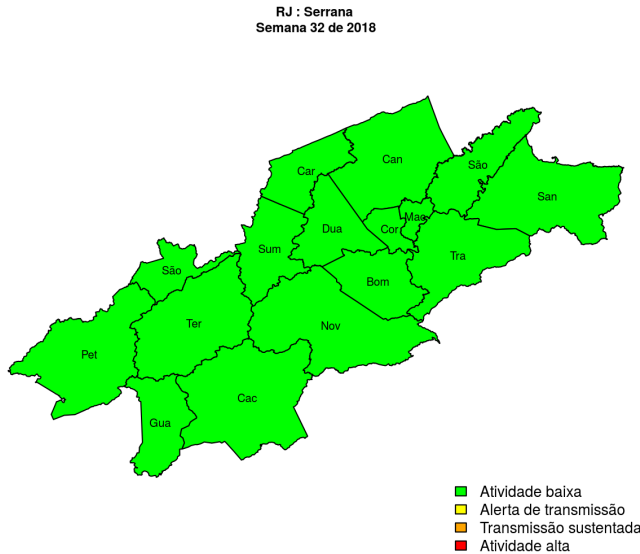 RJ : Serrana
Semana 32 de 2018
Can
Car
São
San
Mac
Dua
Cor
Sum
Tra
São
Bom
Ter
Nov
Pet
Cac
Gua
Atividade baixa
Alerta de transmissão
Transmissão sustentada
Atividade alta